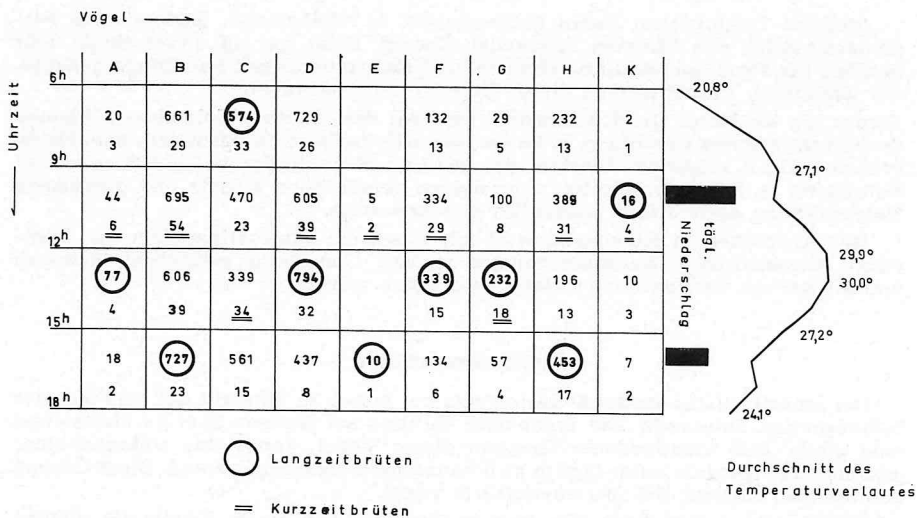 Vögel
A B C D E F G H K
Uhrzeit
6h
20 661 574 729 132 29 232
3 29 33 26 13 5 13 1
9h
44 695 470 605 5 334 100 389 16
6 54 23 39 2 29 8 31 4
12h
77 606 339 794 339 232 196 10
4 39 34 32 15 18 13 3
15h
18 727 561 437 10 134 57 453 7
2 23 15 8 1 6 4 17 2
18h
tägl.
Niederschlag
20,8°
27,1°
29,9°
30,0°
27,2°
24,1°
Langzeitbrüten
Kurzzeitbrüten
Durchschnitt des
Temperaturverlaufes